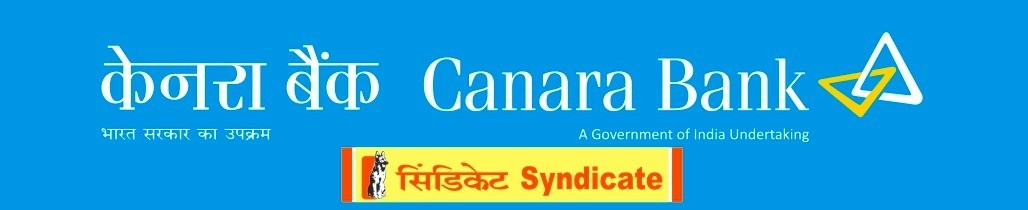 केनरा बैंक Canara Bank
भारत सरकार का उपक्रम A Government of India Undertaking
सिंडिकेट Syndicate